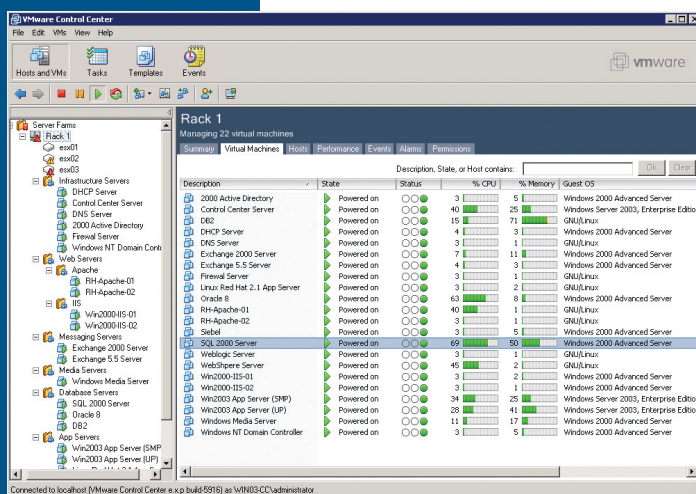 VMware Control Center
File Edit VMs View Help
Hosts and VMs Tasks Templates Events
vmware
Server Farms
Rack 1
esx01
esx02
esx03
Infrastructure Servers
DHCP Server
Control Center Server
DNS Server
2000 Active Directory
Firewal Server
Windows NT Domain Cont
Web Servers
Apache
RH-Apache-01
RH-Apache-02
IIS
Win2000-IIS-01
Win2000-IIS-02
Messaging Servers
Exchange 2000 Server
Exchange 5.5 Server
Media Servers
Windows Media Server
Database Servers
SQL 2000 Server
Oracle 8
DB2
App Servers
Win2003 App Server (SMP
Win2003 App Server (UP)
Rack 1
Managing 22 virtual machines
Summary Virtual Machines Hosts Performance Events Alarms Permissions
Description, State, or Host contains: Ok Clear
Description State Status % CPU % Memory Guest OS
2000 Active Directory Powered on 3 5 Windows 2000 Advanced Server
Control Center Server Powered on 40 25 Windows Server 2003, Enterprise Editio
DB2 Powered on 15 71 GNU/Linux
DHCP Server Powered on 4 3 Windows 2000 Advanced Server
DNS Server Powered on 3 1 GNU/Linux
Exchange 2000 Server Powered on 7 11 Windows 2000 Advanced Server
Exchange 5.5 Server Powered on 4 3 Windows 2000 Advanced Server
Firewal Server Powered on 3 1 GNU/Linux
Linux Red Hat 2.1 App Server Powered on 3 2 GNU/Linux
Oracle 8 Powered on 63 8 GNU/Linux
RH-Apache-01 Powered on 40 1 GNU/Linux
RH-Apache-02 Powered on 3 1 GNU/Linux
Siebel Powered on 3 5 Windows 2000 Advanced Server
SQL 2000 Server Powered on 69 50 Windows 2000 Advanced Server
Weblogic Server Powered on 3 1 GNU/Linux
WebShpere Server Powered on 45 2 GNU/Linux
Win2000-IIS-01 Powered on 3 2 Windows 2000 Advanced Server
Win2000-IIS-02 Powered on 3 1 Windows 2000 Advanced Server
Win2003 App Server (SMP) Powered on 34 25 Windows Server 2003, Enterprise Editio
Win2003 App Server (UP) Powered on 28 41 Windows Server 2003, Enterprise Editio
Windows Media Server Powered on 11 17 Windows 2000 Advanced Server
Windows NT Domain Controller Powered on 3 5 Windows 2000 Advanced Server
Connected to localhost (VMware Control Center e.x.p build-5916) as WIN03-CC\administrator